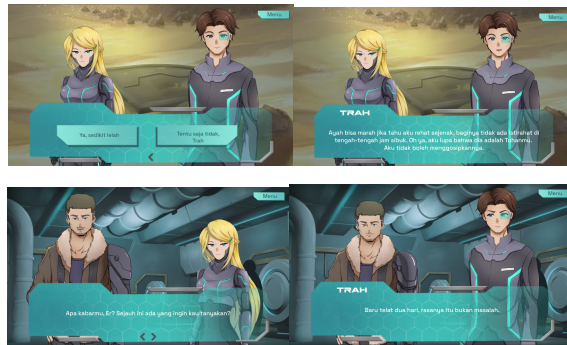 Menu
Ya, sedikit lelah
Tentu saja tidak,
Trah
Menu
TRAH
Ayah bisa marah jika tahu aku rehat sejenak, baginya tidak ada istirahat di
tengah-tengah jam sibuk. Oh ya, aku lupa bahwa dia adalah Tuhanmu.
Aku tidak boleh menggosipkannya.
Menu
Apa kabarmu, Er? Sejauh ini ada yang ingin kautanyakan?
Menu
TRAH
Baru telat dua hari, rasanya itu bukan masalah.